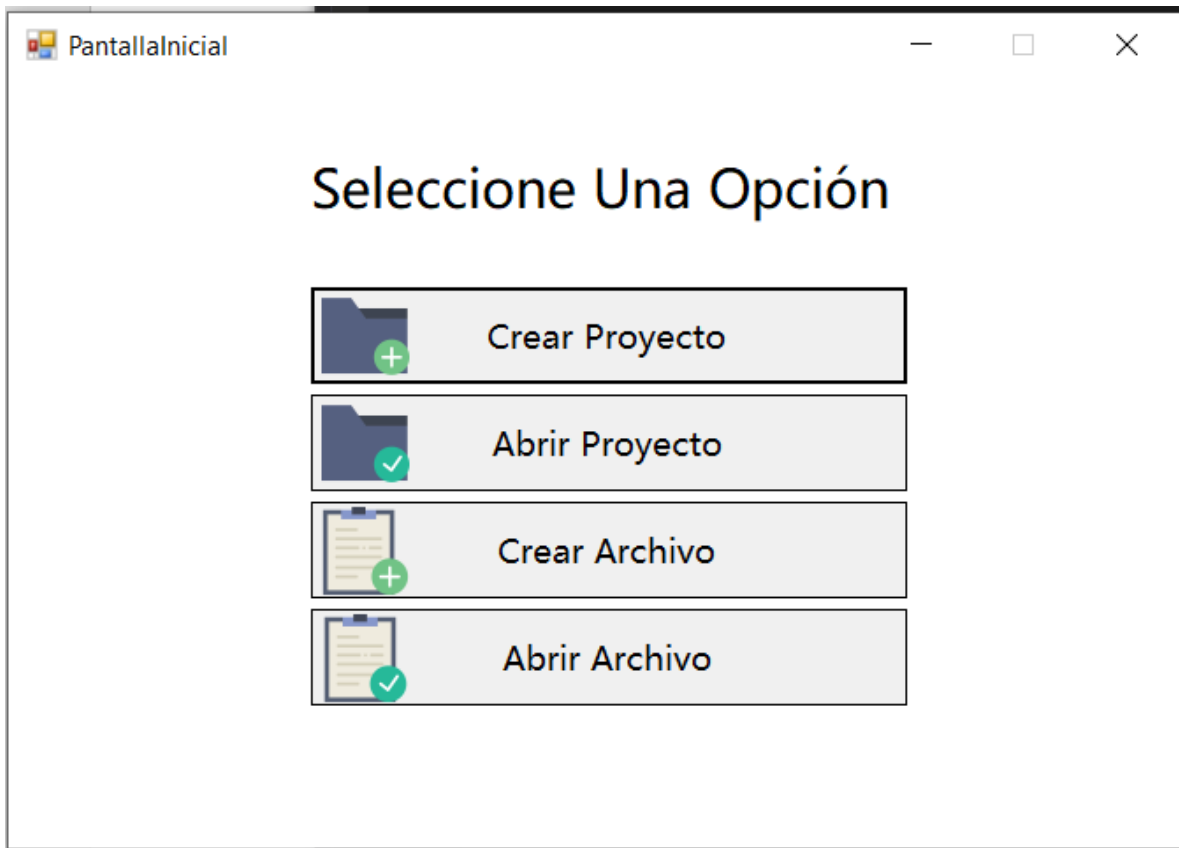 PantallaInicial
Seleccione Una Opción
Crear Proyecto
Abrir Proyecto
Crear Archivo
Abrir Archivo